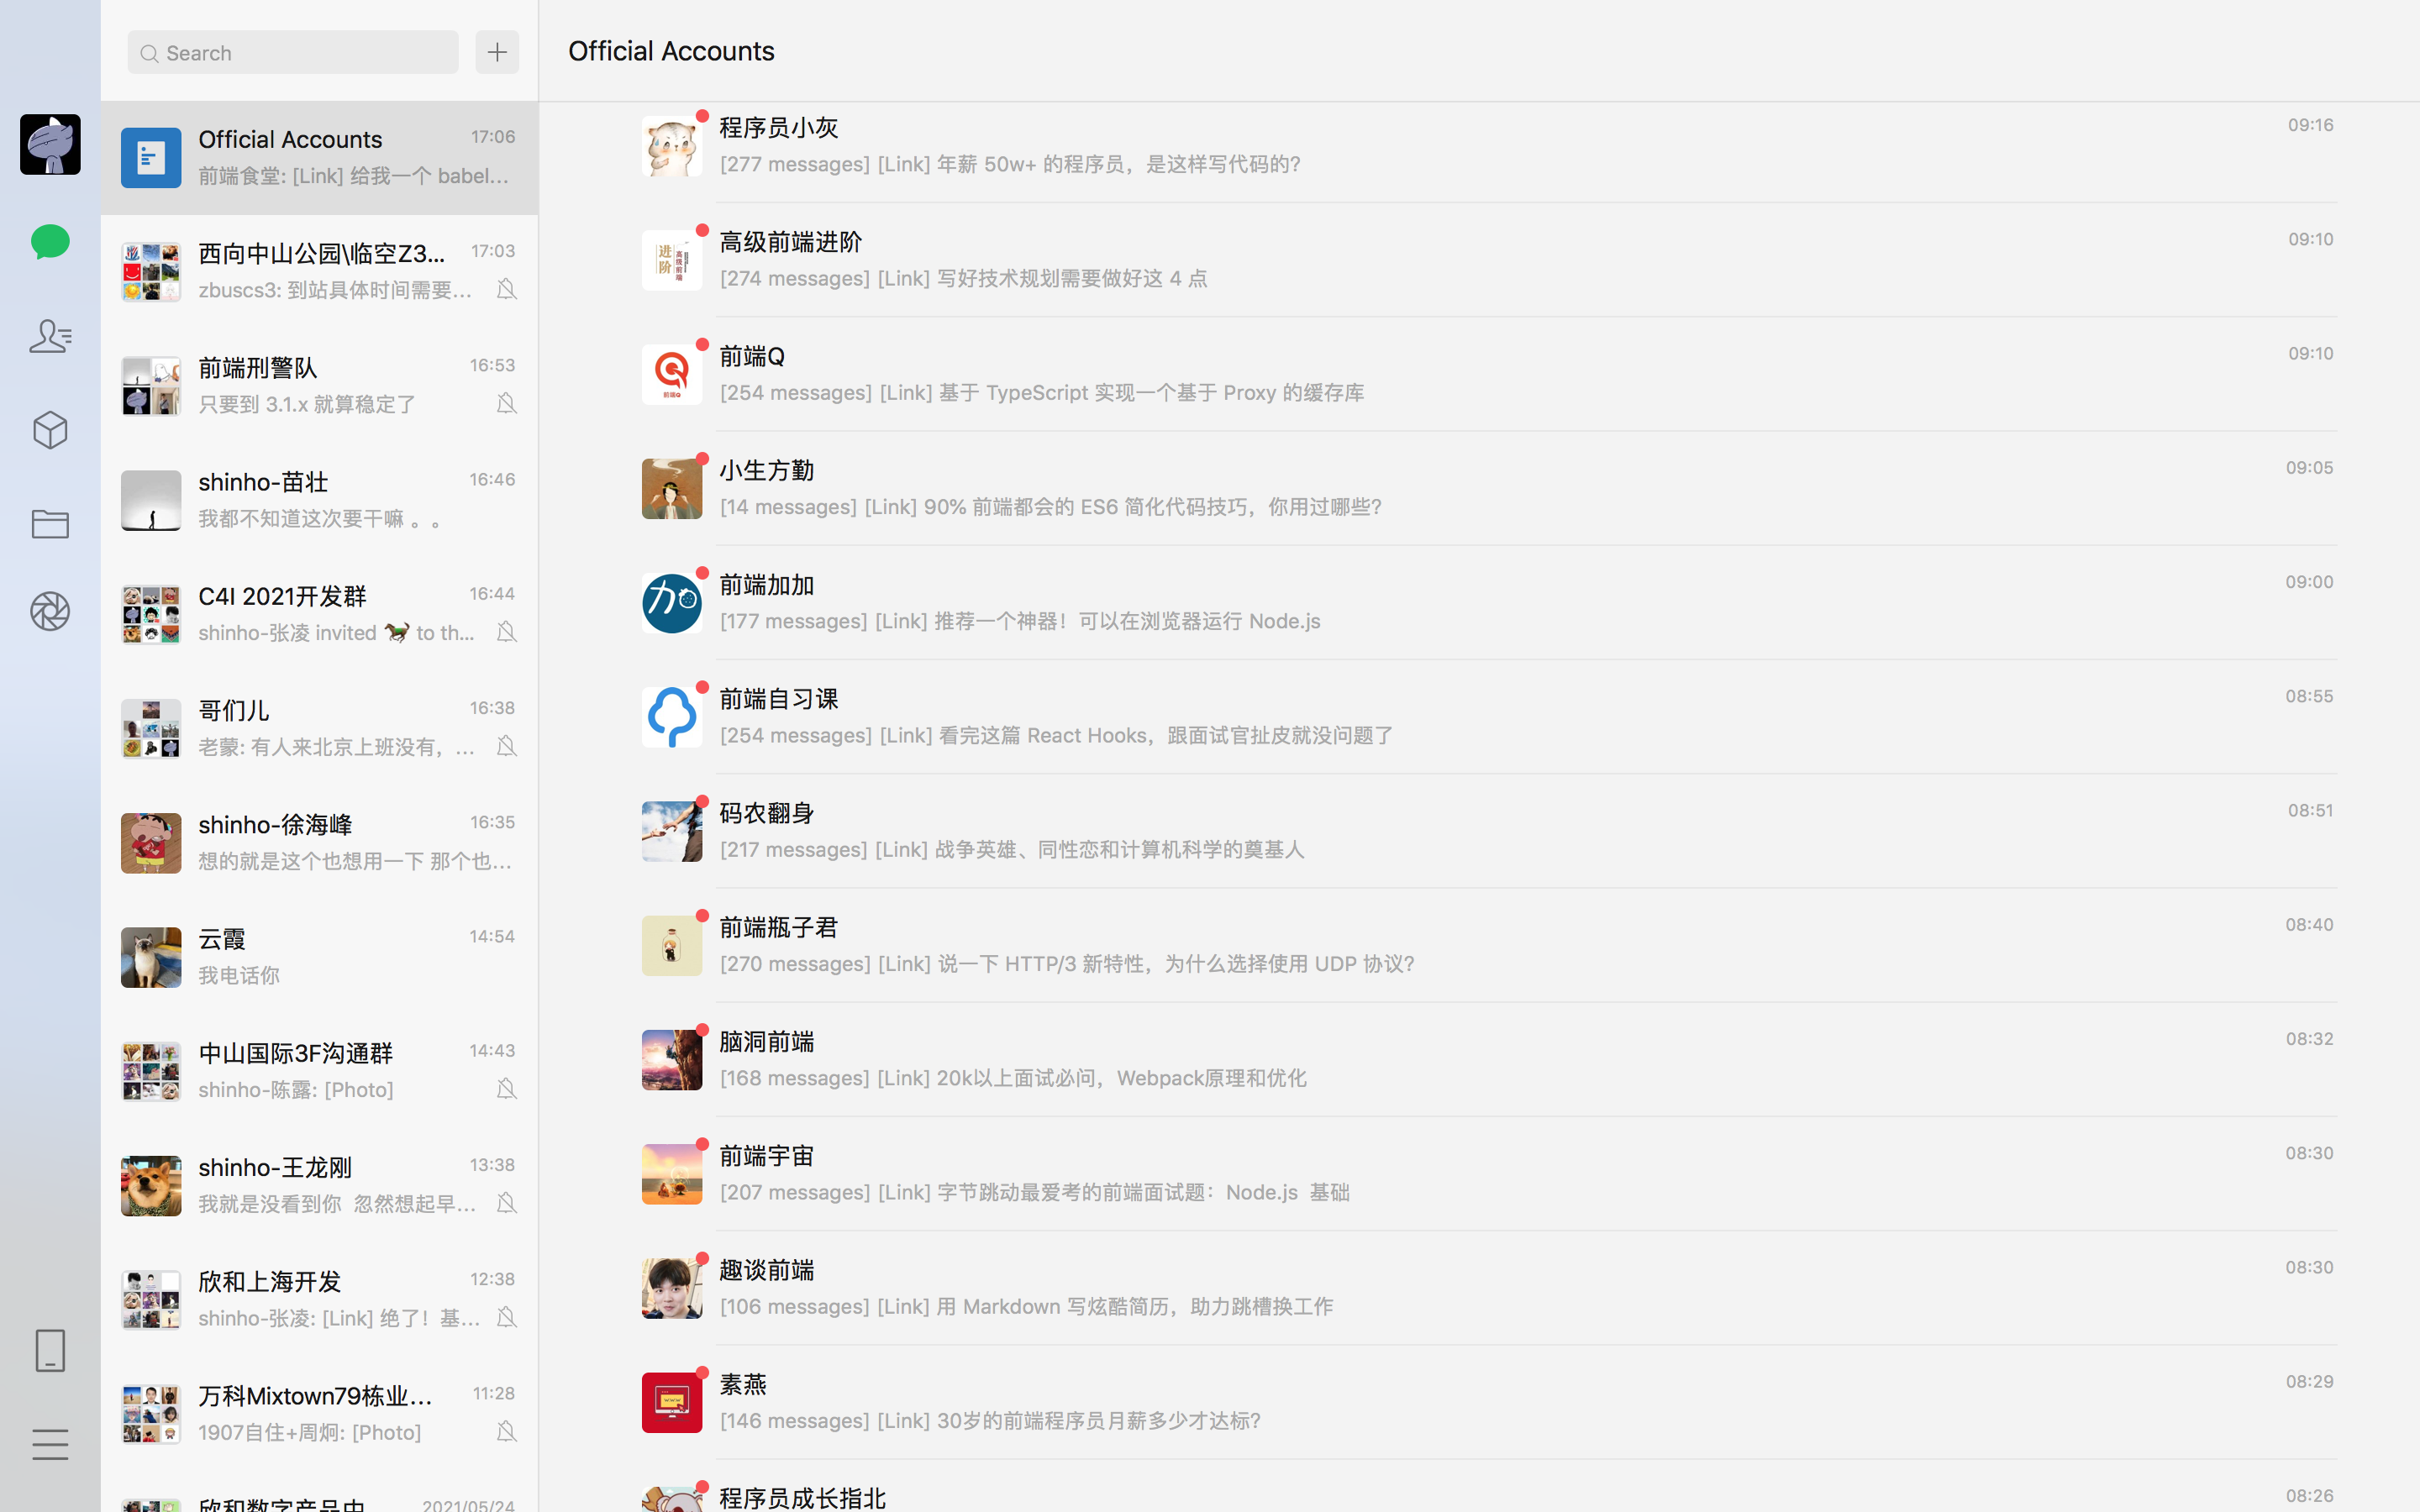 Search
Official Accounts
17:06
前端食堂: [Link] 给我一个 babel...
西向中山公园\临空Z3...
17:03
zbuscs3: 到站具体时间需要...
前端刑警队
16:53
只要到 3.1.x 就算稳定了
shinho-苗壮
16:46
我都不知道这次要干嘛 。。
C4I 2021开发群
16:44
shinho-张凌 invited 🐎 to th...
哥们儿
16:38
老蒙: 有人来北京上班没有，...
shinho-徐海峰
16:35
想的就是这个也想用一下 那个也...
云霞
14:54
我电话你
中山国际3F沟通群
14:43
shinho-陈露: [Photo]
shinho-王龙刚
13:38
我就是没看到你 忽然想起早...
欣和上海开发
12:38
shinho-张凌: [Link] 绝了！基...
万科Mixtown79栋业...
11:28
1907自住+周炯: [Photo]
欣和数字产品中...
2021/05/24
Official Accounts
程序员小灰
09:16
[277 messages] [Link] 年薪 50w+ 的程序员，是这样写代码的?
高级前端进阶
09:10
[274 messages] [Link] 写好技术规划需要做好这 4 点
前端Q
09:10
[254 messages] [Link] 基于 TypeScript 实现一个基于 Proxy 的缓存库
小生方勤
09:05
[14 messages] [Link] 90% 前端都会的 ES6 简化代码技巧，你用过哪些?
前端加加
09:00
[177 messages] [Link] 推荐一个神器！可以在浏览器运行 Node.js
前端自习课
08:55
[254 messages] [Link] 看完这篇 React Hooks，跟面试官扯皮就没问题了
码农翻身
08:51
[217 messages] [Link] 战争英雄、同性恋和计算机科学的奠基人
前端瓶子君
08:40
[270 messages] [Link] 说一下 HTTP/3 新特性，为什么选择使用 UDP 协议?
脑洞前端
08:32
[168 messages] [Link] 20k以上面试必问，Webpack原理和优化
前端宇宙
08:30
[207 messages] [Link] 字节跳动最爱考的前端面试题：Node.js 基础
趣谈前端
08:30
[106 messages] [Link] 用 Markdown 写炫酷简历，助力跳槽换工作
素燕
08:29
[146 messages] [Link] 30岁的前端程序员月薪多少才达标?
程序员成长指北
08:26